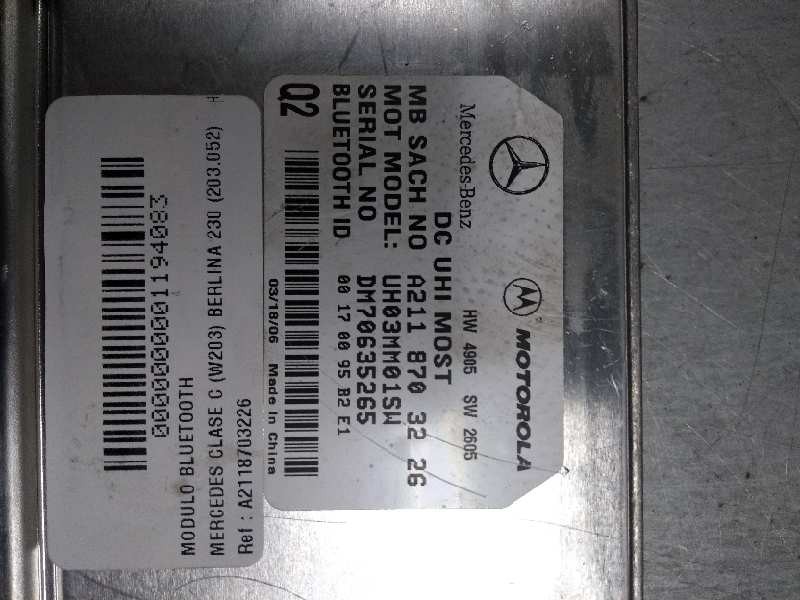 Mercedes-Benz
MOTOROLA
HW 4905 SW 2605
DC UHI MOST
MB SACH NO A211 870 32 26
MOT MODEL: UH03MM01SW
SERIAL NO DM70635265
BLUETOOTH ID 00 17 00 95 B2 E1
Q2
03/18/06 Made In China
H
0000000001194083
MODULO BLUETOOTH
MERCEDES CLASE C (W203) BERLINA 230 (203.052)
Ref : A2118703226